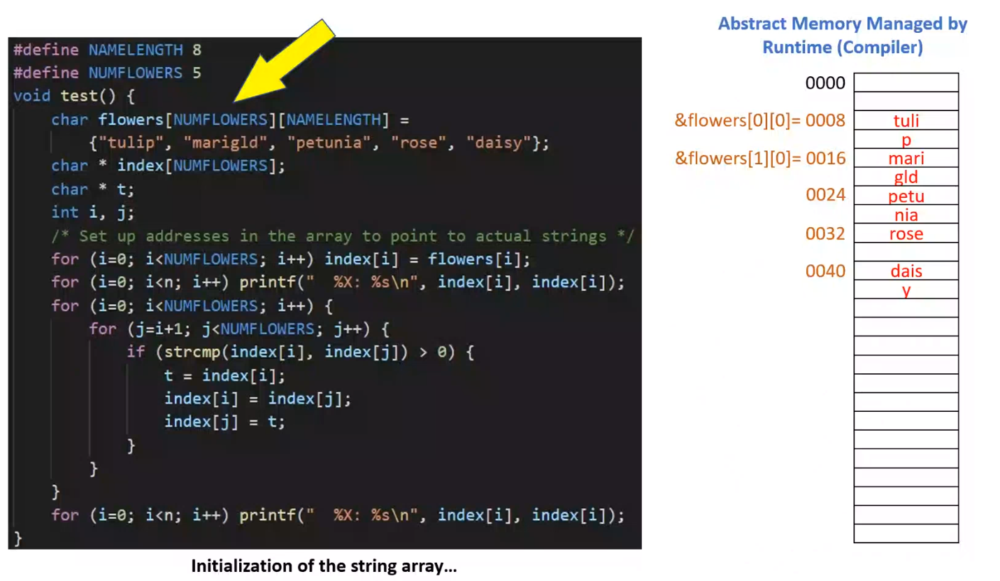 #define NAMELENGTH 8
#define NUMFLOWERS 5
void test() {
    char flowers[NUMFLOWERS][NAMELENGTH] =
        {"tulip", "marigld", "petunia", "rose", "daisy"};
    char * index[NUMFLOWERS];
    char * t;
    int i, j;
    /* Set up addresses in the array to point to actual strings */
    for (i=0; i<NUMFLOWERS; i++) index[i] = flowers[i];
    for (i=0; i<n; i++) printf("  %X: %s\n", index[i], index[i]);
    for (i=0; i<NUMFLOWERS; i++) {
        for (j=i+1; j<NUMFLOWERS; j++) {
            if (strcmp(index[i], index[j]) > 0) {
                t = index[i];
                index[i] = index[j];
                index[j] = t;
            }
        }
    }
    for (i=0; i<n; i++) printf("  %X: %s\n", index[i], index[i]);
}
Initialization of the string array...
Abstract Memory Managed by
Runtime (Compiler)
0000
&flowers[0][0]= 0008 tuli
p
&flowers[1][0]= 0016 mari
gld
0024 petu
nia
0032 rose
0040 dais
y